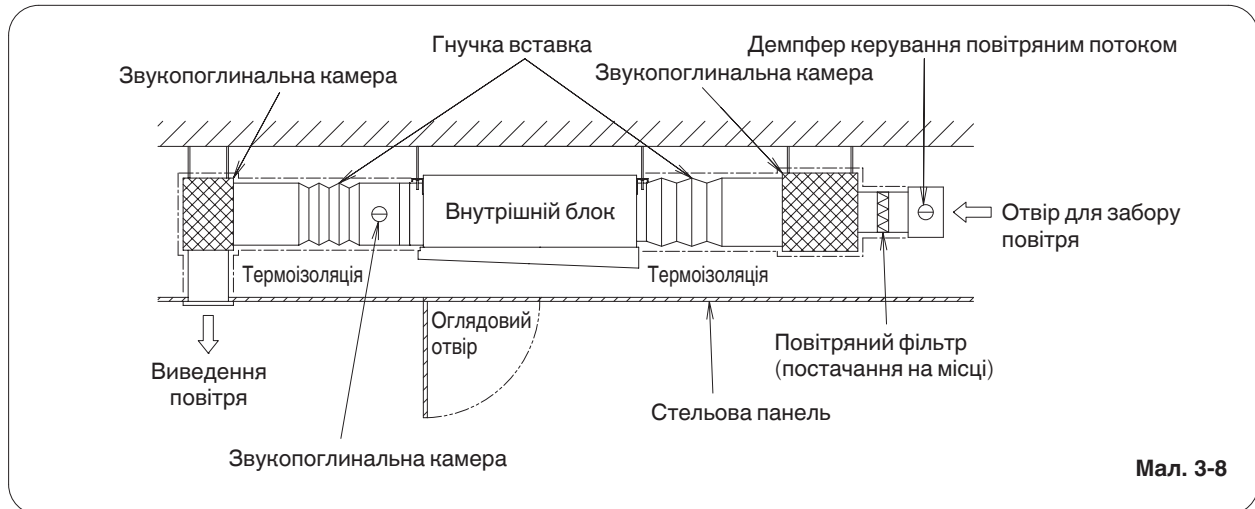 Гнучка вставка
Демпфер керування повітряним потоком
Звукопоглинальна камера
Звукопоглинальна камера
Внутрішній блок
Отвір для забору
повітря
Термоізоляція
Термоізоляція
Оглядовий
отвір
Повітряний фільтр
(постачання на місці)
Виведення
повітря
Стельова панель
Звукопоглинальна камера
Мал. 3-8